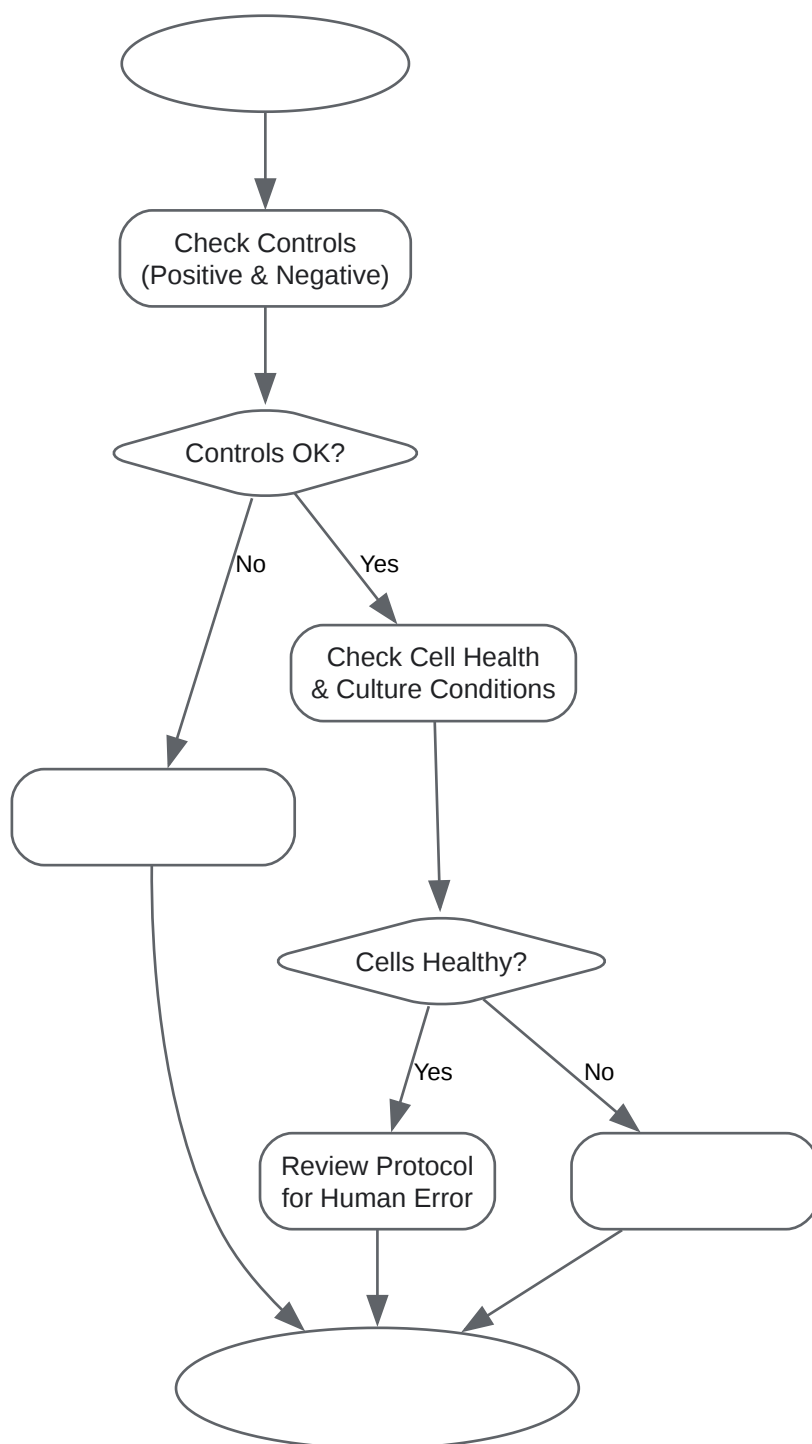 Check Controls
(Positive & Negative)
Controls OK?
No
Yes
Check Cell Health
& Culture Conditions
Cells Healthy?
Yes
No
Review Protocol
for Human Error